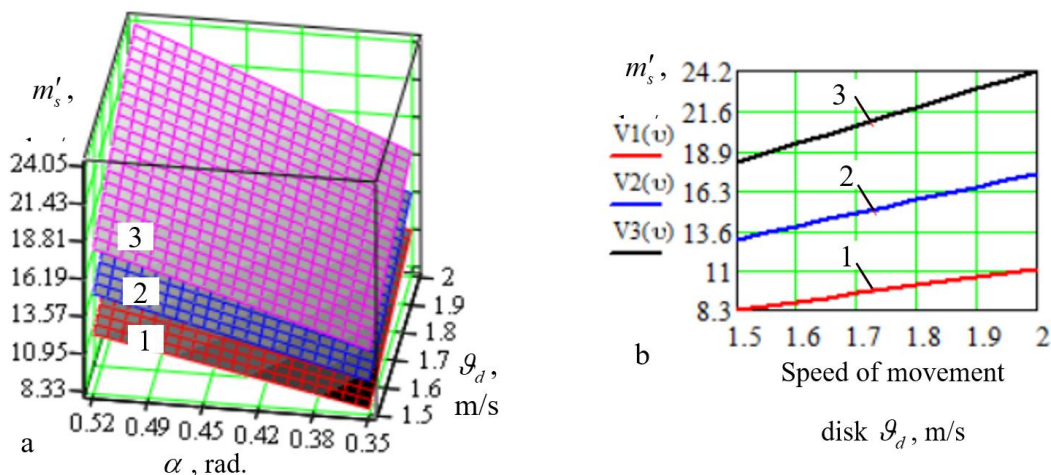 m′ₛ ,
24.05
21.43
18.81
16.19
13.57
10.95
8.33
3
2
1
0.52 0.49 0.45 0.42 0.38 0.35
α , rad.
2
1.9
1.8
1.7
1.6
1.5
ϑ_d ,
m/s
a
m′ₛ ,
V1(υ)
V2(υ)
V3(υ)
24.2
21.6
18.9
16.3
13.6
11
8.3
3
2
1
1.5 1.6 1.7 1.8 1.9 2
b
Speed of movement
disk ϑ_d , m/s